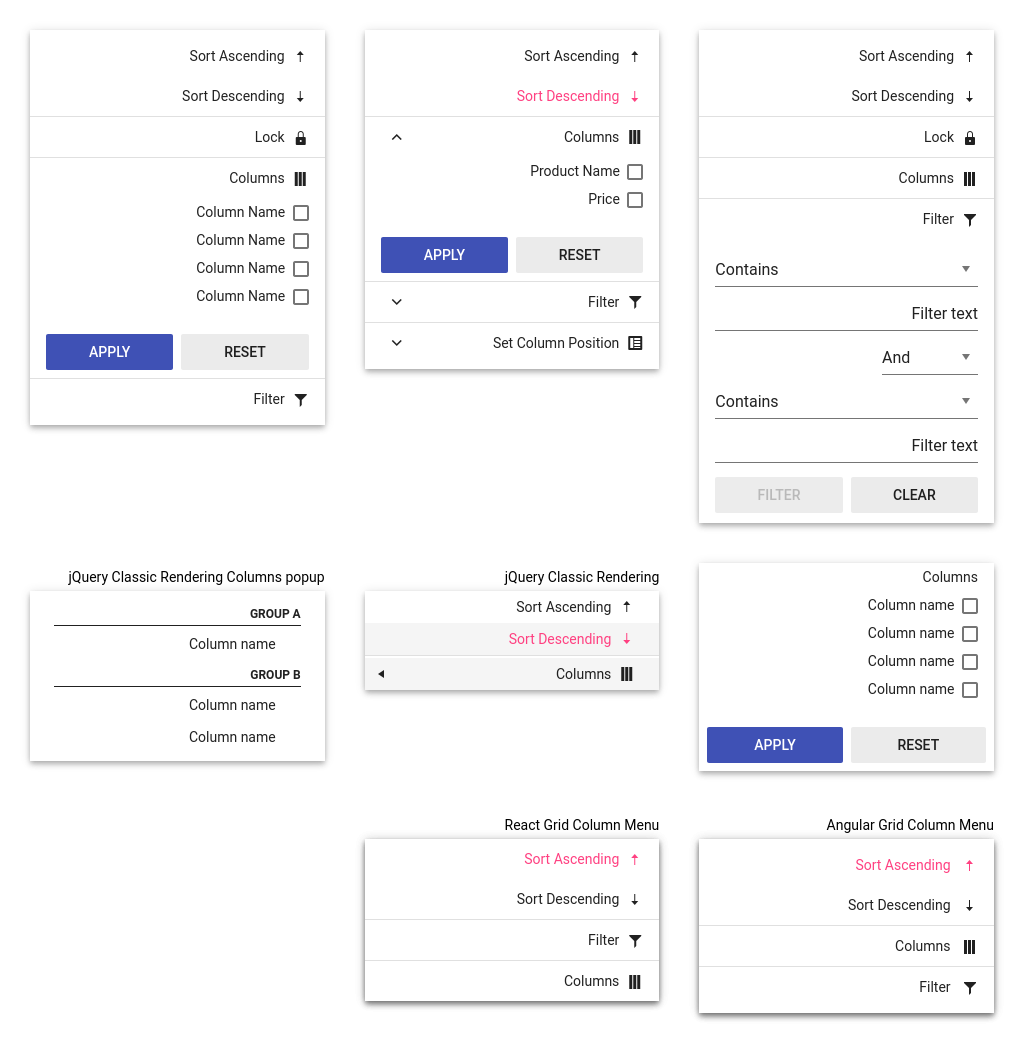 Sort Ascending
Sort Descending
Lock
Columns
Column Name
Column Name
Column Name
Column Name
APPLY RESET
Filter
Sort Ascending
Sort Descending
Columns
Product Name
Price
APPLY RESET
Filter
Set Column Position
Sort Ascending
Sort Descending
Lock
Columns
Filter
Contains
Filter text
And
Contains
Filter text
FILTER CLEAR
jQuery Classic Rendering Columns popup
GROUP A
Column name
GROUP B
Column name
Column name
jQuery Classic Rendering
Sort Ascending
Sort Descending
Columns
Columns
Column name
Column name
Column name
Column name
APPLY RESET
React Grid Column Menu
Sort Ascending
Sort Descending
Filter
Columns
Angular Grid Column Menu
Sort Ascending
Sort Descending
Columns
Filter